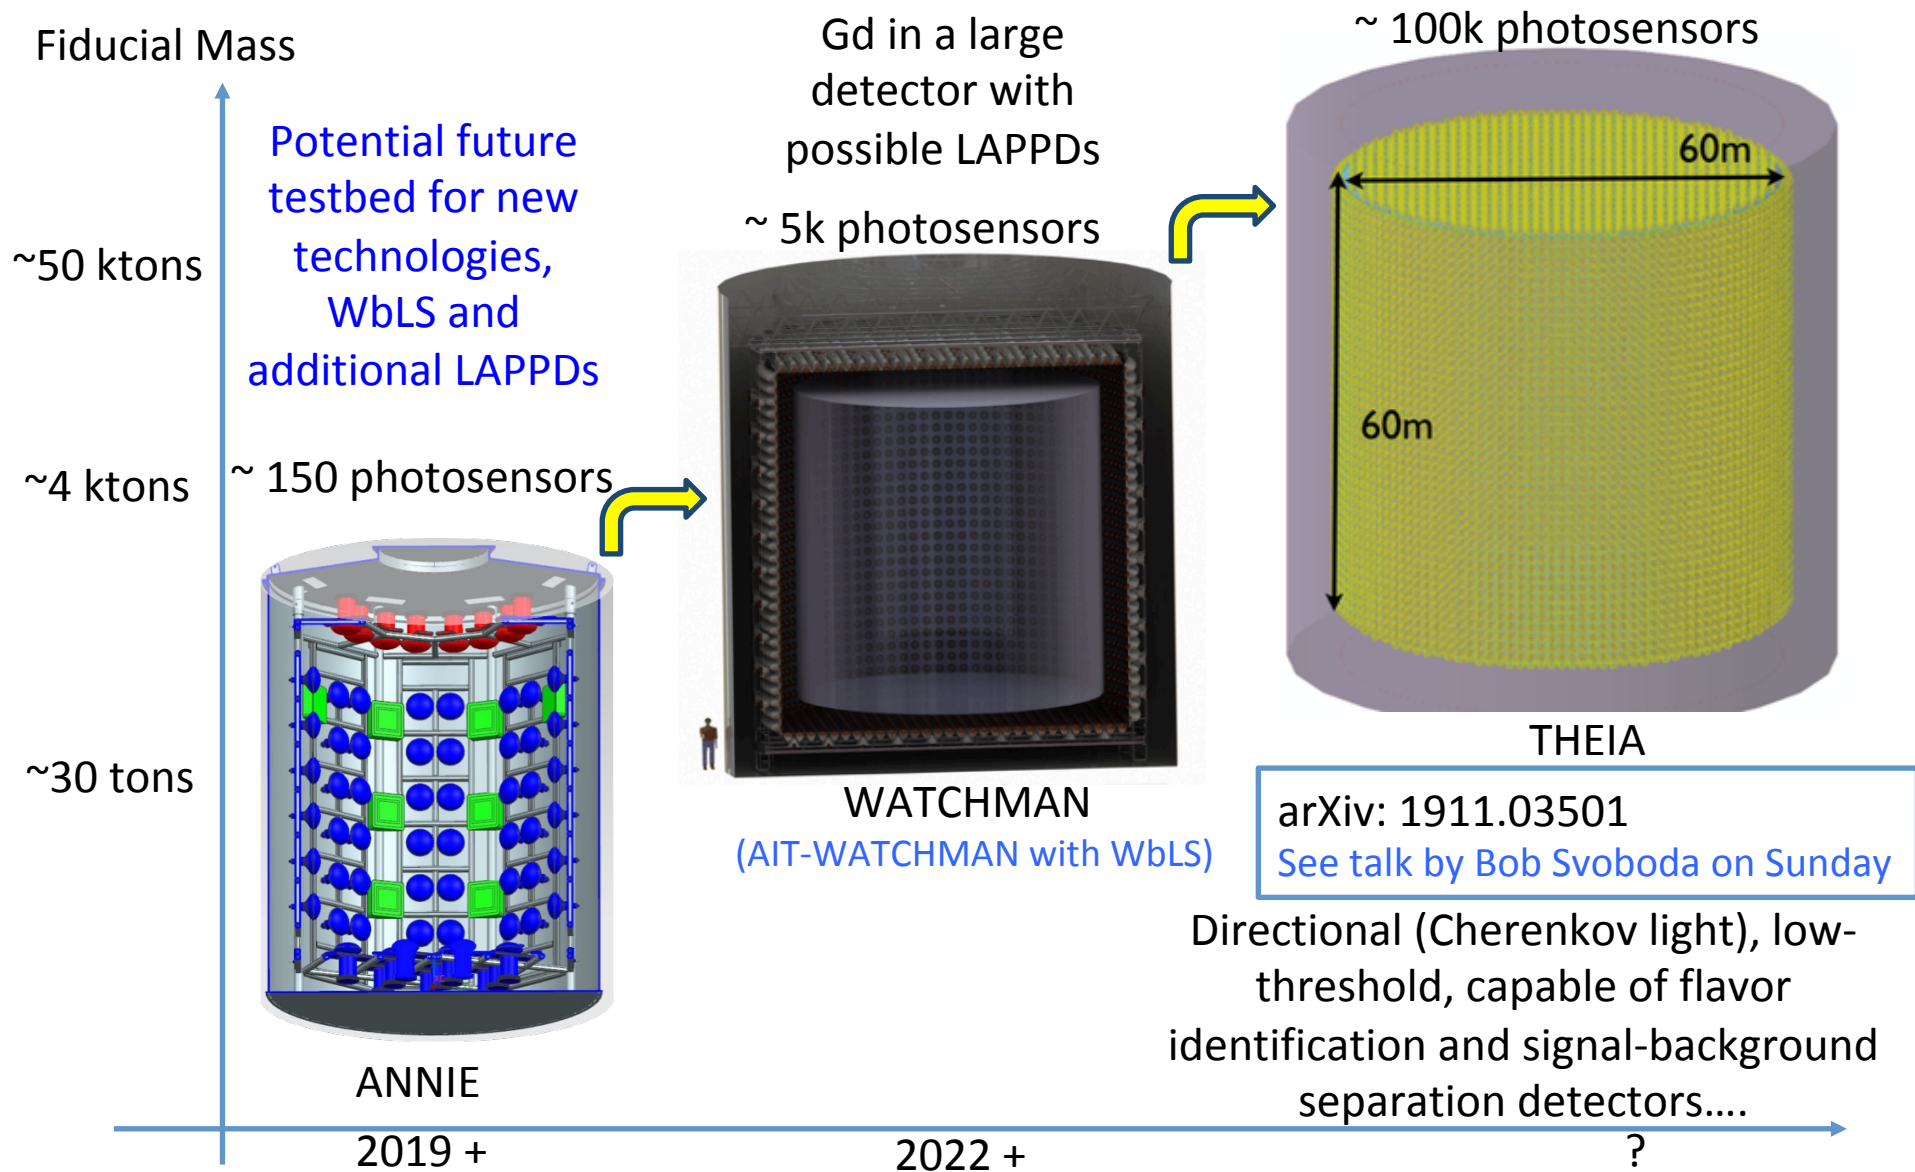 Fiducial Mass
~50 ktons
~4 ktons
~30 tons
Potential future
testbed for new
technologies,
WbLS and
additional LAPPDs
~ 150 photosensors
ANNIE
2019 +
Gd in a large
detector with
possible LAPPDs
~ 5k photosensors
WATCHMAN
(AIT-WATCHMAN with WbLS)
2022 +
~ 100k photosensors
60m
60m
THEIA
arXiv: 1911.03501
See talk by Bob Svoboda on Sunday
Directional (Cherenkov light), low-
threshold, capable of flavor
identification and signal-background
separation detectors....
?